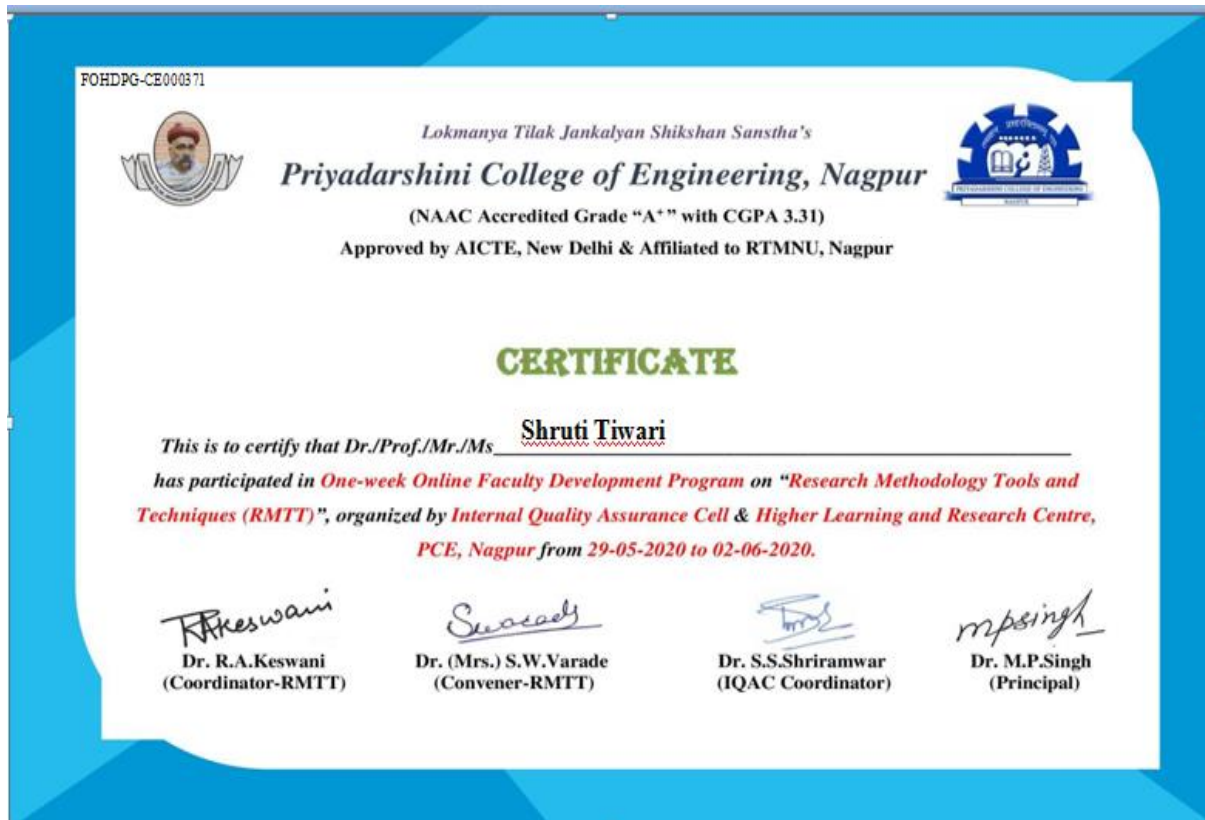 FOHDPG-CE000371
Lokmanya Tilak Jankalyan Shikshan Sanstha's
Priyadarshini College of Engineering, Nagpur
(NAAC Accredited Grade “A+” with CGPA 3.31)
Approved by AICTE, New Delhi & Affiliated to RTMNU, Nagpur
PRIYADARSHINI COLLEGE OF ENGINEERING
NAGPUR
CERTIFICATE
This is to certify that Dr./Prof./Mr./Ms Shruti Tiwari
has participated in One-week Online Faculty Development Program on “Research Methodology Tools and
Techniques (RMTT)”, organized by Internal Quality Assurance Cell & Higher Learning and Research Centre,
PCE, Nagpur from 29-05-2020 to 02-06-2020.
RAKeswani
mpsingh
Dr. R.A.Keswani
(Coordinator-RMTT)
Dr. (Mrs.) S.W.Varade
(Convener-RMTT)
Dr. S.S.Shriramwar
(IQAC Coordinator)
Dr. M.P.Singh
(Principal)